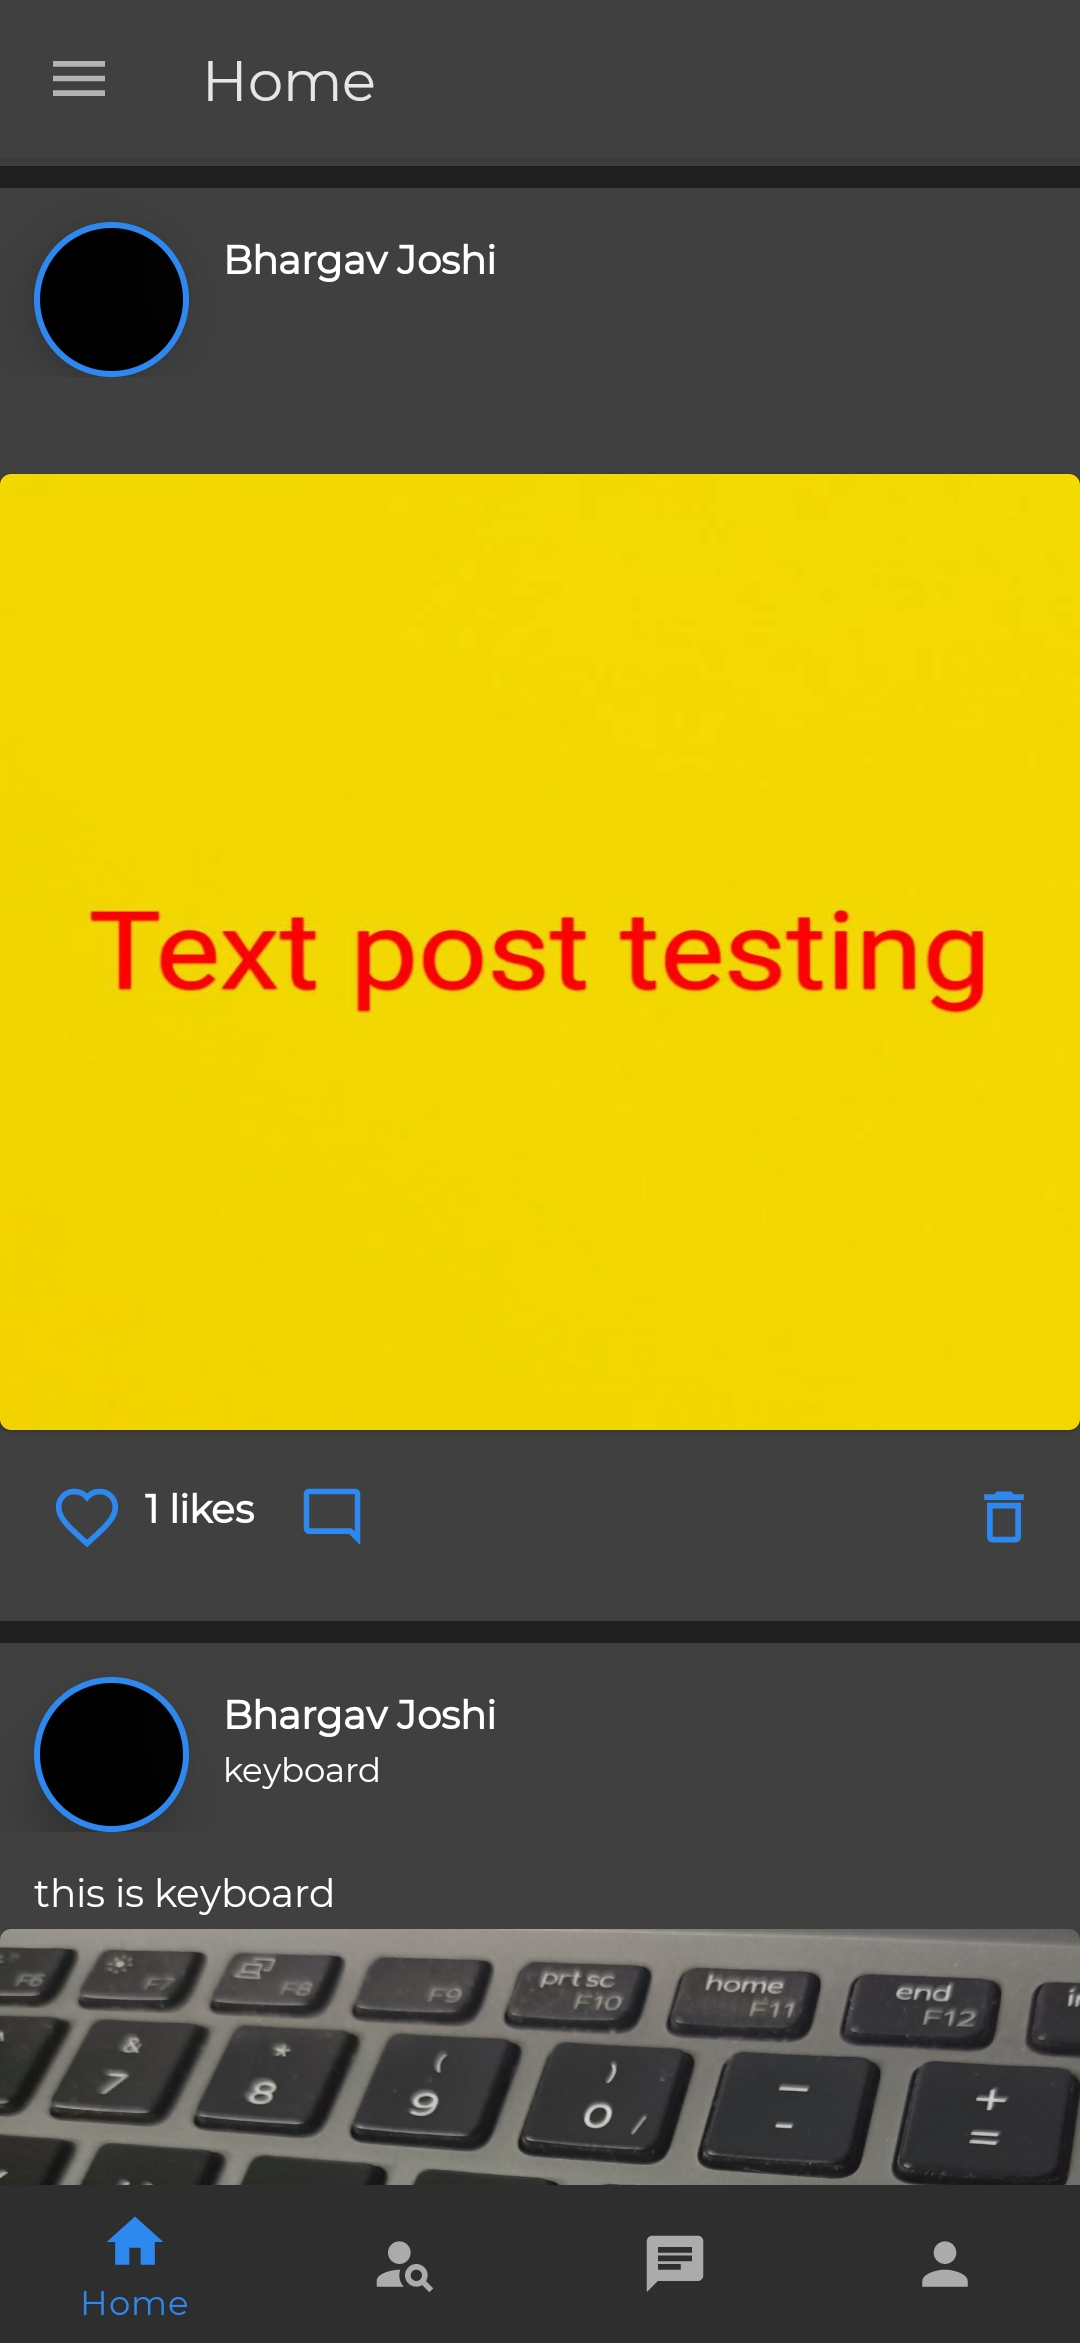 Home
Bhargav Joshi
Text post testing
1 likes
Bhargav Joshi
keyboard
this is keyboard
F6 F7 F8 F9 prt sc F10 home F11 end F12
& 7 * 8 ( 9 ) 0 / — - + =
Home